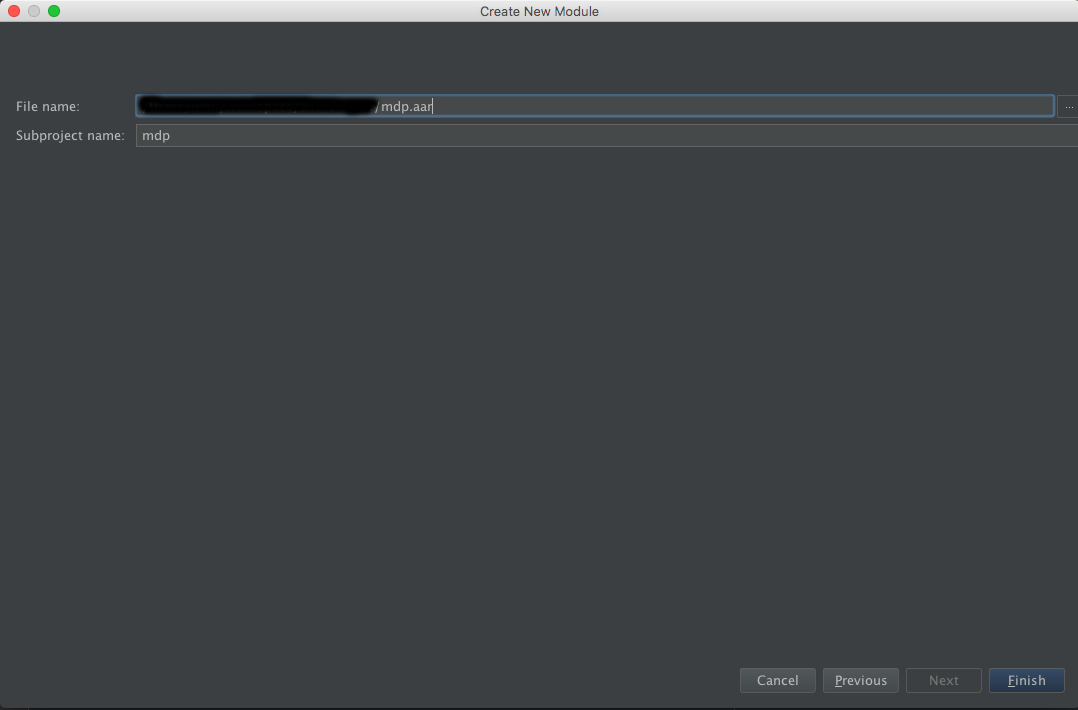 Create New Module
File name: /mdp.aar
...
Subproject name: mdp
Cancel Previous Next Finish